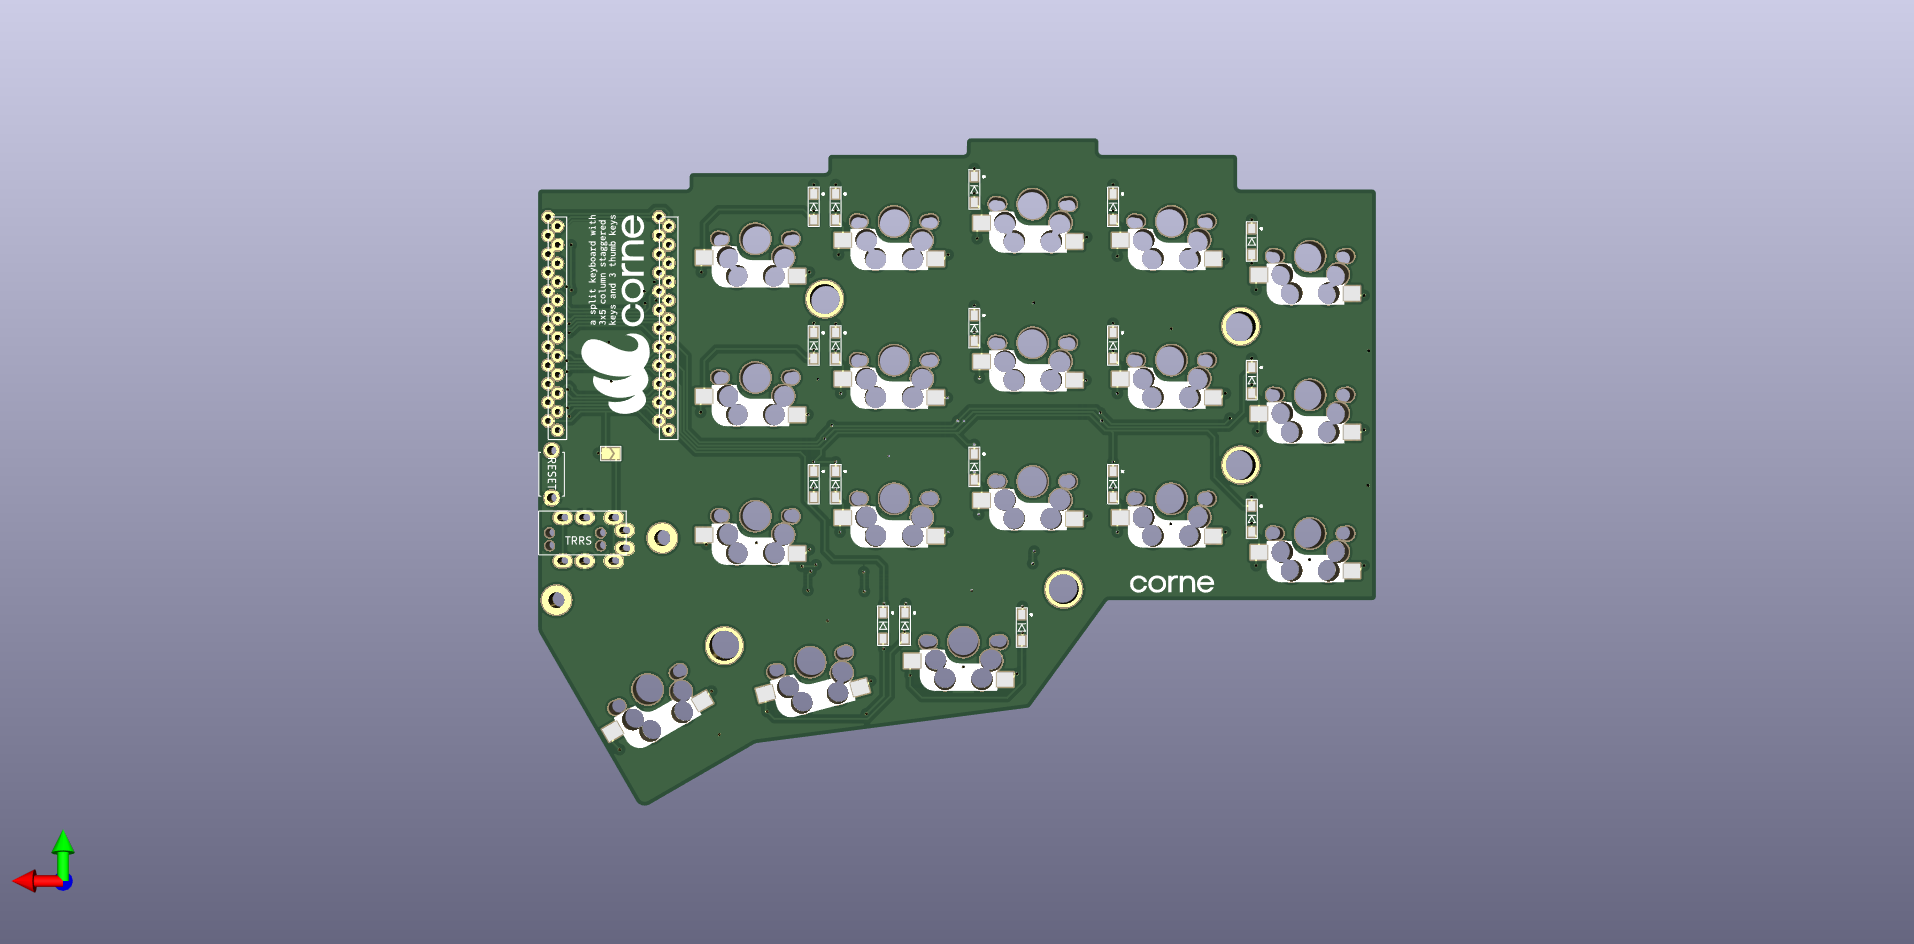 a split keyboard with
3x5 column staggered
keys and 3 thumb keys
corne
RESET
TRRS
corne